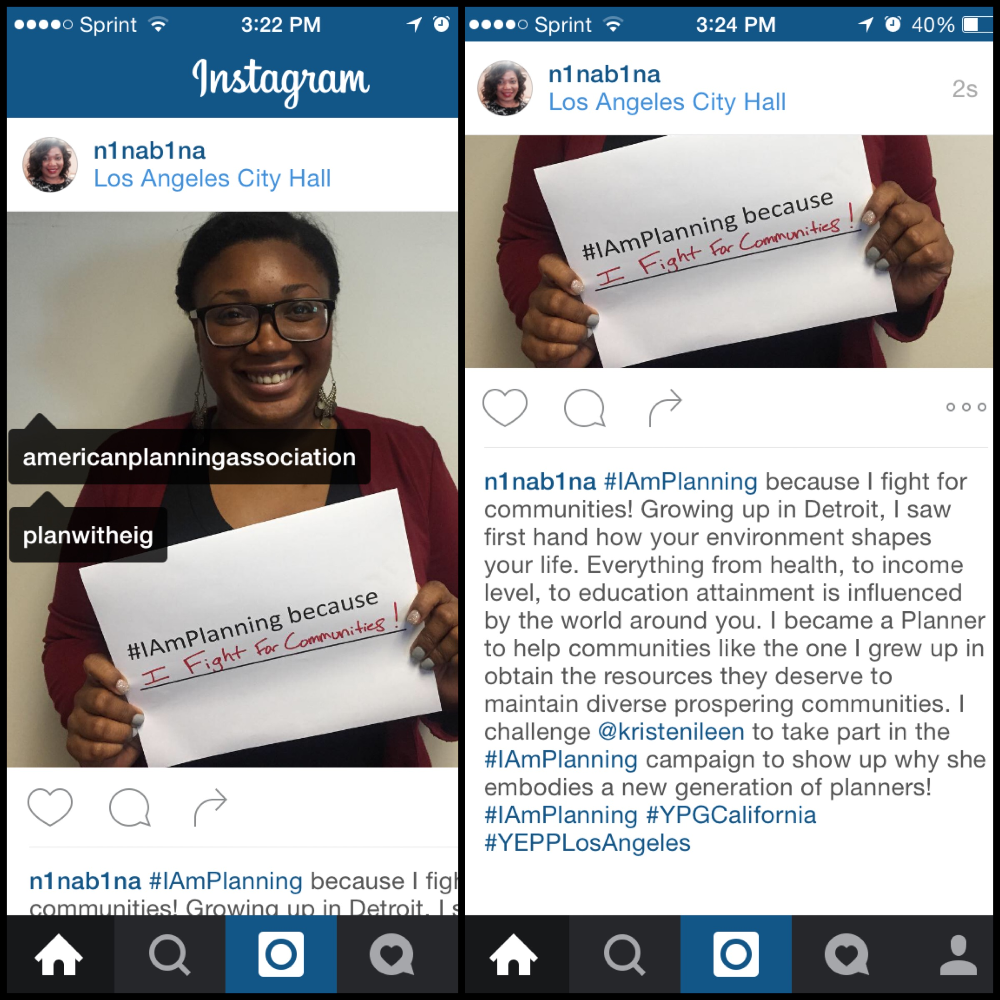 Sprint 3:22 PM
Instagram
n1nab1na
Los Angeles City Hall
americanplanningassociation
planwitheig
#IAmPlanning because
I Fight For Communities!
n1nab1na #IAmPlanning because I figh
communities! Growing up in Detroit, I s
Sprint 3:24 PM 40%
n1nab1na
Los Angeles City Hall
2s
#IAmPlanning because
I Fight For Communities!
n1nab1na #IAmPlanning because I fight for
communities! Growing up in Detroit, I saw
first hand how your environment shapes
your life. Everything from health, to income
level, to education attainment is influenced
by the world around you. I became a Planner
to help communities like the one I grew up in
obtain the resources they deserve to
maintain diverse prospering communities. I
challenge @kristenileen to take part in the
#IAmPlanning campaign to show up why she
embodies a new generation of planners!
#IAmPlanning #YPGCalifornia
#YEPPLosAngeles